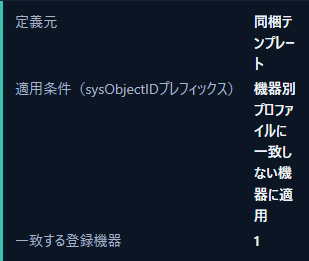 定義元
同梱テ
ンプレー
ト
適用条件（sysObjectIDプレフィックス）
機器別
プロファ
イルに
一致し
ない機
器に適
用
一致する登録機器
1